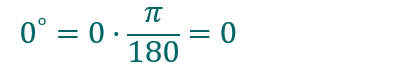 0° = 0 · π/180 = 0